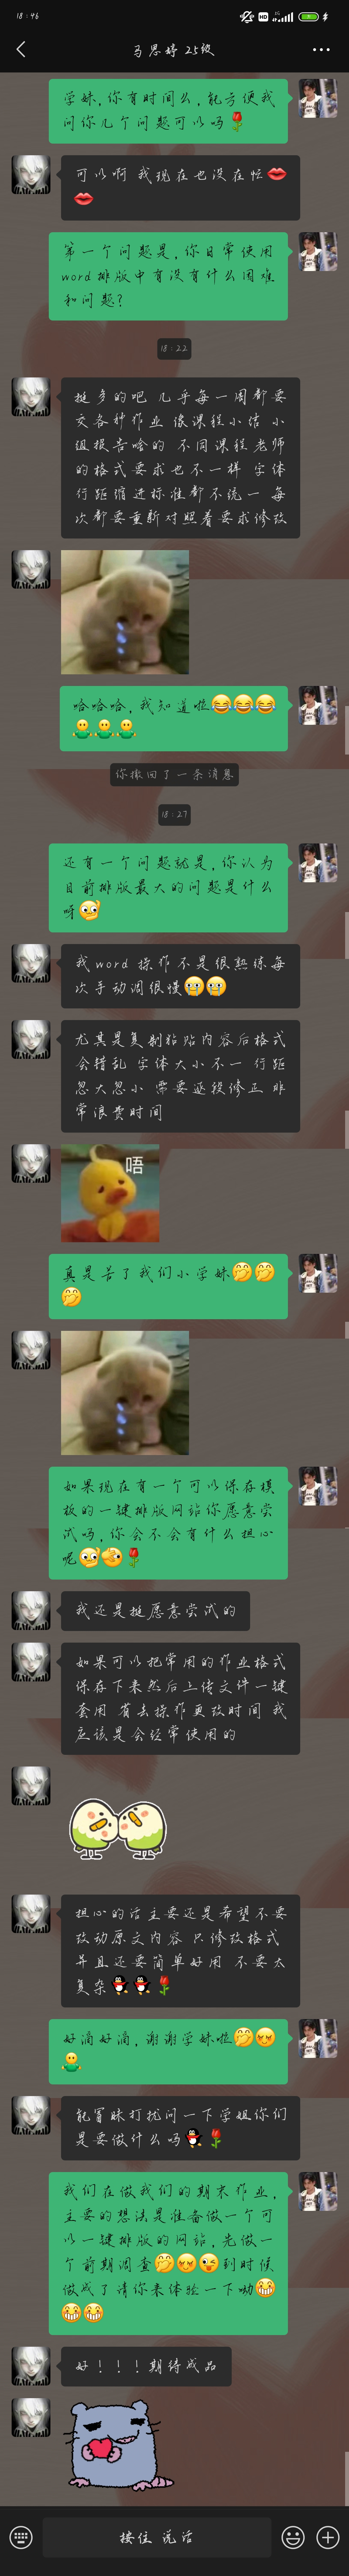 18:46
HD
马思婷 25级
学妹,你有时间么,能方便我
问你几个问题可以吗
可以啊 我现在也没在忙
第一个问题是,你日常使用
word排版中有没有什么困难
和问题?
18:22
挺多的吧 几乎每一周都要
交各种作业 像课程小结 小
组报告啥的 不同课程老师
的格式要求也不一样 字体
行距缩进标准都不统一 每
次都要重新对照着要求修改
哈哈哈,我知道啦
你撤回了一条消息
18:27
还有一个问题就是,你认为
目前排版最大的问题是什么
呀
我word 操作不是很熟练每
次手动调很慢
尤其是复制粘贴内容后格式
会错乱 字体大小不一 行距
忽大忽小 需要逐段修正 非
常浪费时间
唔
真是苦了我们小学妹
如果现在有一个可以保存模
板的一键排版网站你愿意尝
试吗,你会不会有什么担心
呢
我还是挺愿意尝试的
如果可以把常用的作业格式
保存下来然后上传文件一键
套用 省去操作更改时间 我
应该是会经常使用的
担心的话主要还是希望不要
改动原文内容 只修改格式
并且还要简单好用 不要太
复杂
好滴好滴,谢谢学妹啦
能冒昧打扰问一下学姐你们
是要做什么吗
我们在做我们的期末作业,
主要的想法是准备做一个可
以一键排版的网站,先做一
个前期调查到时候
做成了请你来体验一下呦
好!!!期待成品
按住 说话